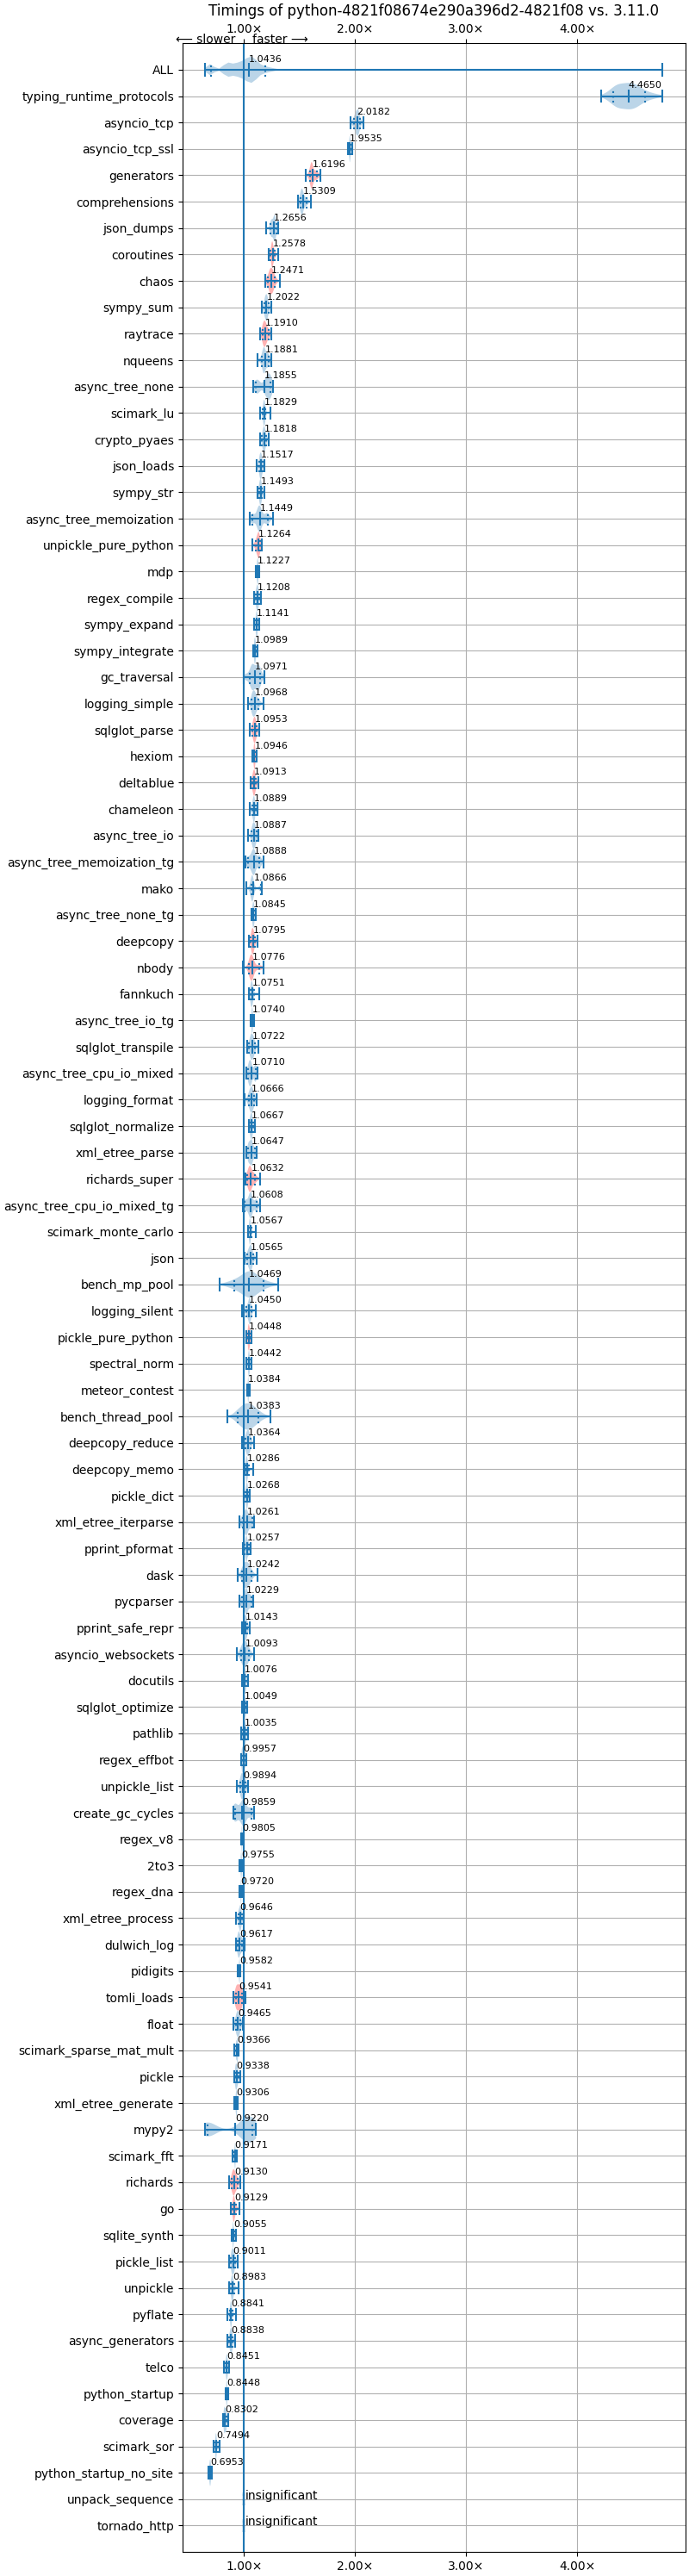 Timings of python-4821f08674e290a396d2-4821f08 vs. 3.11.0
1.00× 2.00× 3.00× 4.00×
⟵ slower faster ⟶
ALL 1.0436
typing_runtime_protocols 4.4650
asyncio_tcp 2.0182
asyncio_tcp_ssl 1.9535
generators 1.6196
comprehensions 1.5309
json_dumps 1.2656
coroutines 1.2578
chaos 1.2471
sympy_sum 1.2022
raytrace 1.1910
nqueens 1.1881
async_tree_none 1.1855
scimark_lu 1.1829
crypto_pyaes 1.1818
json_loads 1.1517
sympy_str 1.1493
async_tree_memoization 1.1449
unpickle_pure_python 1.1264
mdp 1.1227
regex_compile 1.1208
sympy_expand 1.1141
sympy_integrate 1.0989
gc_traversal 1.0971
logging_simple 1.0968
sqlglot_parse 1.0953
hexiom 1.0946
deltablue 1.0913
chameleon 1.0889
async_tree_io 1.0887
async_tree_memoization_tg 1.0888
mako 1.0866
async_tree_none_tg 1.0845
deepcopy 1.0795
nbody 1.0776
fannkuch 1.0751
async_tree_io_tg 1.0740
sqlglot_transpile 1.0722
async_tree_cpu_io_mixed 1.0710
logging_format 1.0666
sqlglot_normalize 1.0667
xml_etree_parse 1.0647
richards_super 1.0632
async_tree_cpu_io_mixed_tg 1.0608
scimark_monte_carlo 1.0567
json 1.0565
bench_mp_pool 1.0469
logging_silent 1.0450
pickle_pure_python 1.0448
spectral_norm 1.0442
meteor_contest 1.0384
bench_thread_pool 1.0383
deepcopy_reduce 1.0364
deepcopy_memo 1.0286
pickle_dict 1.0268
xml_etree_iterparse 1.0261
pprint_pformat 1.0257
dask 1.0242
pycparser 1.0229
pprint_safe_repr 1.0143
asyncio_websockets 1.0093
docutils 1.0076
sqlglot_optimize 1.0049
pathlib 1.0035
regex_effbot 0.9957
unpickle_list 0.9894
create_gc_cycles 0.9859
regex_v8 0.9805
2to3 0.9755
regex_dna 0.9720
xml_etree_process 0.9646
dulwich_log 0.9617
pidigits 0.9582
tomli_loads 0.9541
float 0.9465
scimark_sparse_mat_mult 0.9366
pickle 0.9338
xml_etree_generate 0.9306
mypy2 0.9220
scimark_fft 0.9171
richards 0.9130
go 0.9129
sqlite_synth 0.9055
pickle_list 0.9011
unpickle 0.8983
pyflate 0.8841
async_generators 0.8838
telco 0.8451
python_startup 0.8448
coverage 0.8302
scimark_sor 0.7494
python_startup_no_site 0.6953
unpack_sequence insignificant
tornado_http insignificant
1.00× 2.00× 3.00× 4.00×